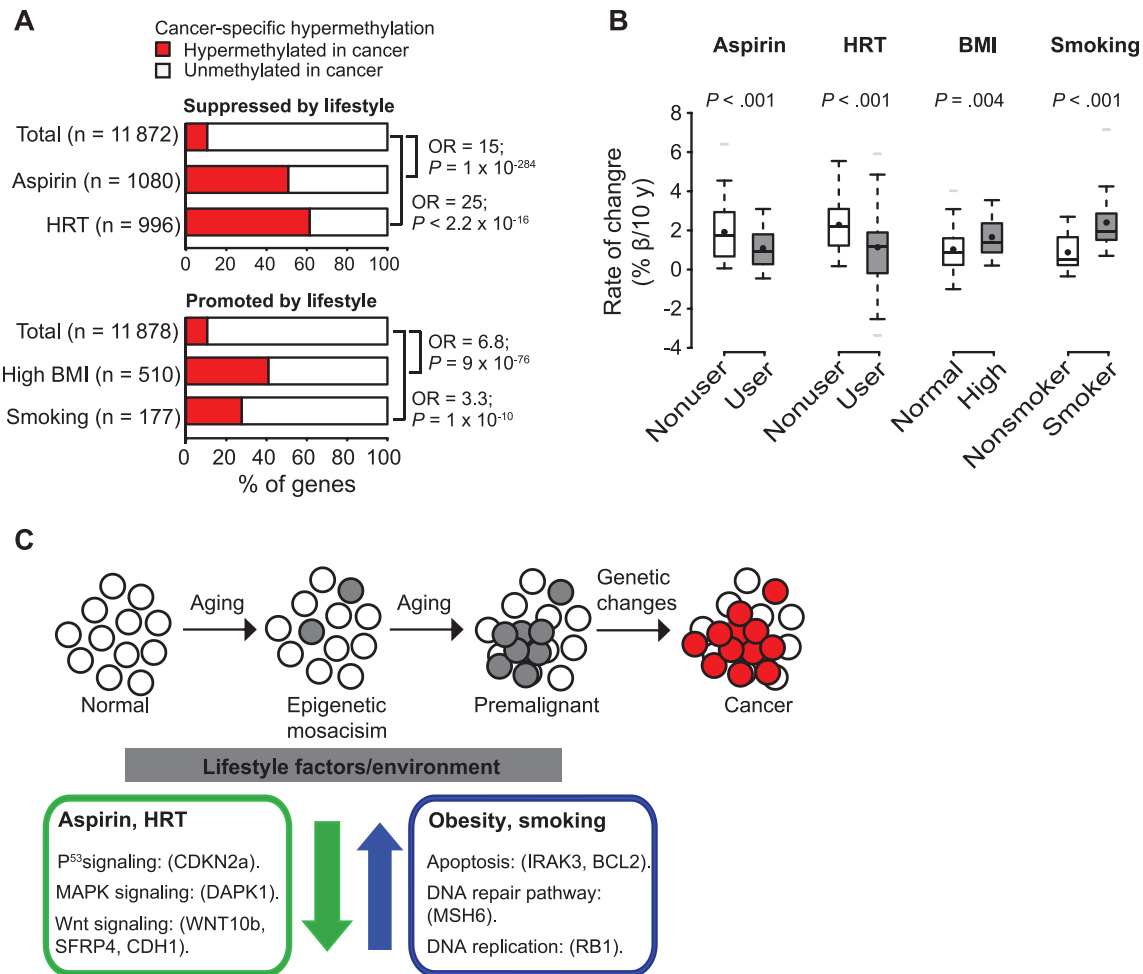 A
Cancer-specific hypermethylation
Hypermethylated in cancer
Unmethylated in cancer
Suppressed by lifestyle
Total (n = 11 872)
Aspirin (n = 1080)
HRT (n = 996)
OR = 15;
P = 1 x 10-284
OR = 25;
P < 2.2 x 10-16
0 20 40 60 80 100
Promoted by lifestyle
Total (n = 11 878)
High BMI (n = 510)
Smoking (n = 177)
OR = 6.8;
P = 9 x 10-76
OR = 3.3;
P = 1 x 10-10
0 20 40 60 80 100
% of genes
B
Aspirin HRT BMI Smoking
P < .001 P < .001 P = .004 P < .001
Rate of changre
(% β/10 y)
8
6
4
2
0
-2
-4
Nonuser
User
Nonuser
User
Normal
High
Nonsmoker
Smoker
C
Aging
Aging
Genetic
changes
Normal
Epigenetic
mosacisim
Premalignant
Cancer
Lifestyle factors/environment
Aspirin, HRT
P53signaling: (CDKN2a).
MAPK signaling: (DAPK1).
Wnt signaling: (WNT10b,
SFRP4, CDH1).
Obesity, smoking
Apoptosis: (IRAK3, BCL2).
DNA repair pathway:
(MSH6).
DNA replication: (RB1).